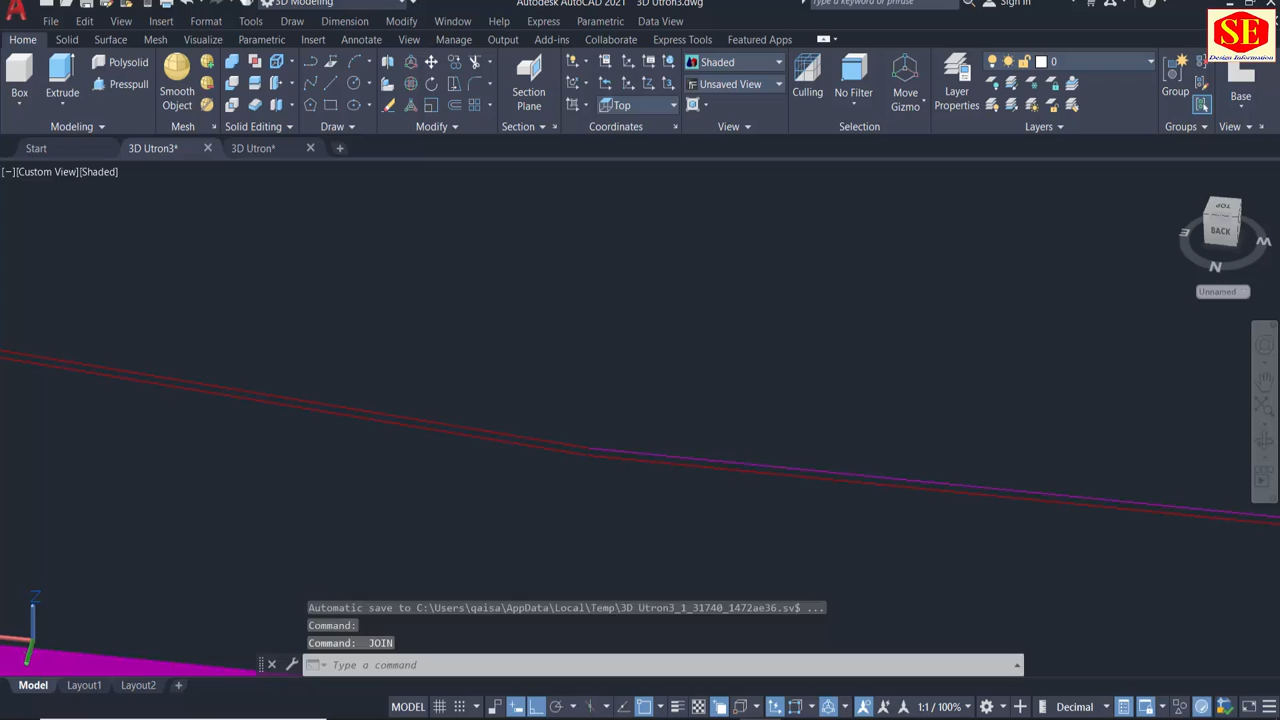 3D Modeling Autodesk AutoCAD 2021 3D Utron3.dwg Type a keyword or phrase Sign In
SE
Design Information
File Edit View Insert Format Tools Draw Dimension Modify Window Help Express Parametric Data View
Home Solid Surface Mesh Visualize Parametric Insert Annotate View Manage Output Collaborate Express Tools Featured Apps
Box Extrude Polysolid Presspull Smooth Object Section Plane Shaded Unsaved View Top Culling No Filter Move Gizmo Layer Properties 0 Group Base
Modeling Mesh Solid Editing Draw Modify Section Coordinates View Selection Layers Groups View
Start 3D Utron3* 3D Utron*
[−][Custom View][Shaded]
TOP
BACK
E
W
N
Unnamed
Z
Automatic save to C:\Users\qaisa\AppData\Local\Temp\3D Utron3_1_31740_1472ae36.sv$ ...
Command:
Command: _JOIN
Type a command
Model Layout1 Layout2
MODEL 1:1 / 100% Decimal